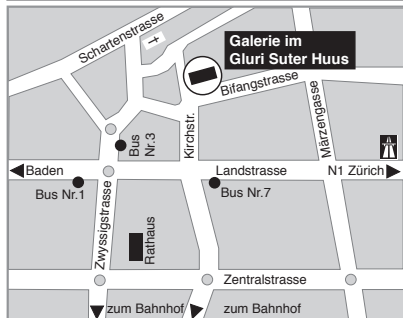 Schartenstrasse
Galerie im
Gluri Suter Huus
Bifangstrasse
Märzengasse
Kirchstr.
Bus
Nr.3
Baden
Landstrasse
N1 Zürich
Bus Nr.1
Bus Nr.7
Zwyssigstrasse
Rathaus
Zentralstrasse
zum Bahnhof
zum Bahnhof